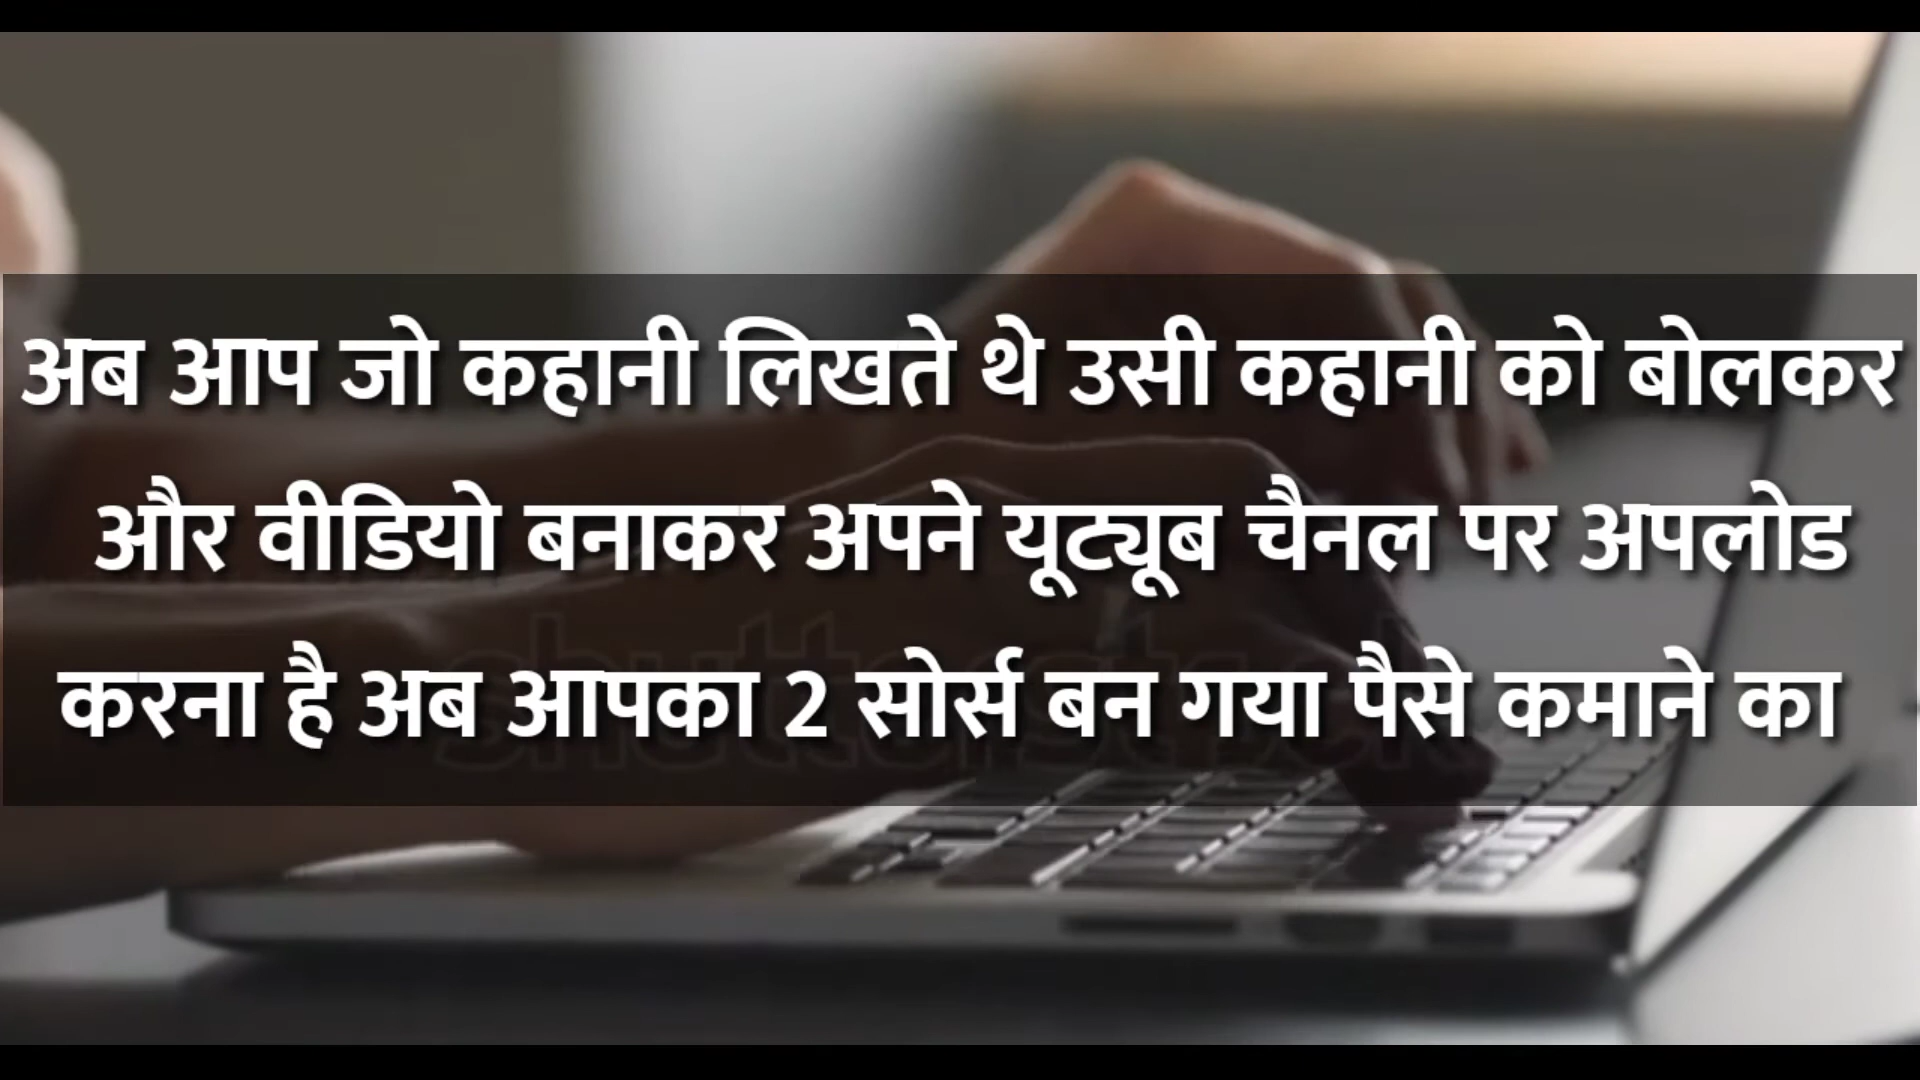 अब आप जो कहानी लिखते थे उसी कहानी को बोलकर
और वीडियो बनाकर अपने यूट्यूब चैनल पर अपलोड
करना है अब आपका 2 सोर्स बन गया पैसे कमाने का
shutterstock